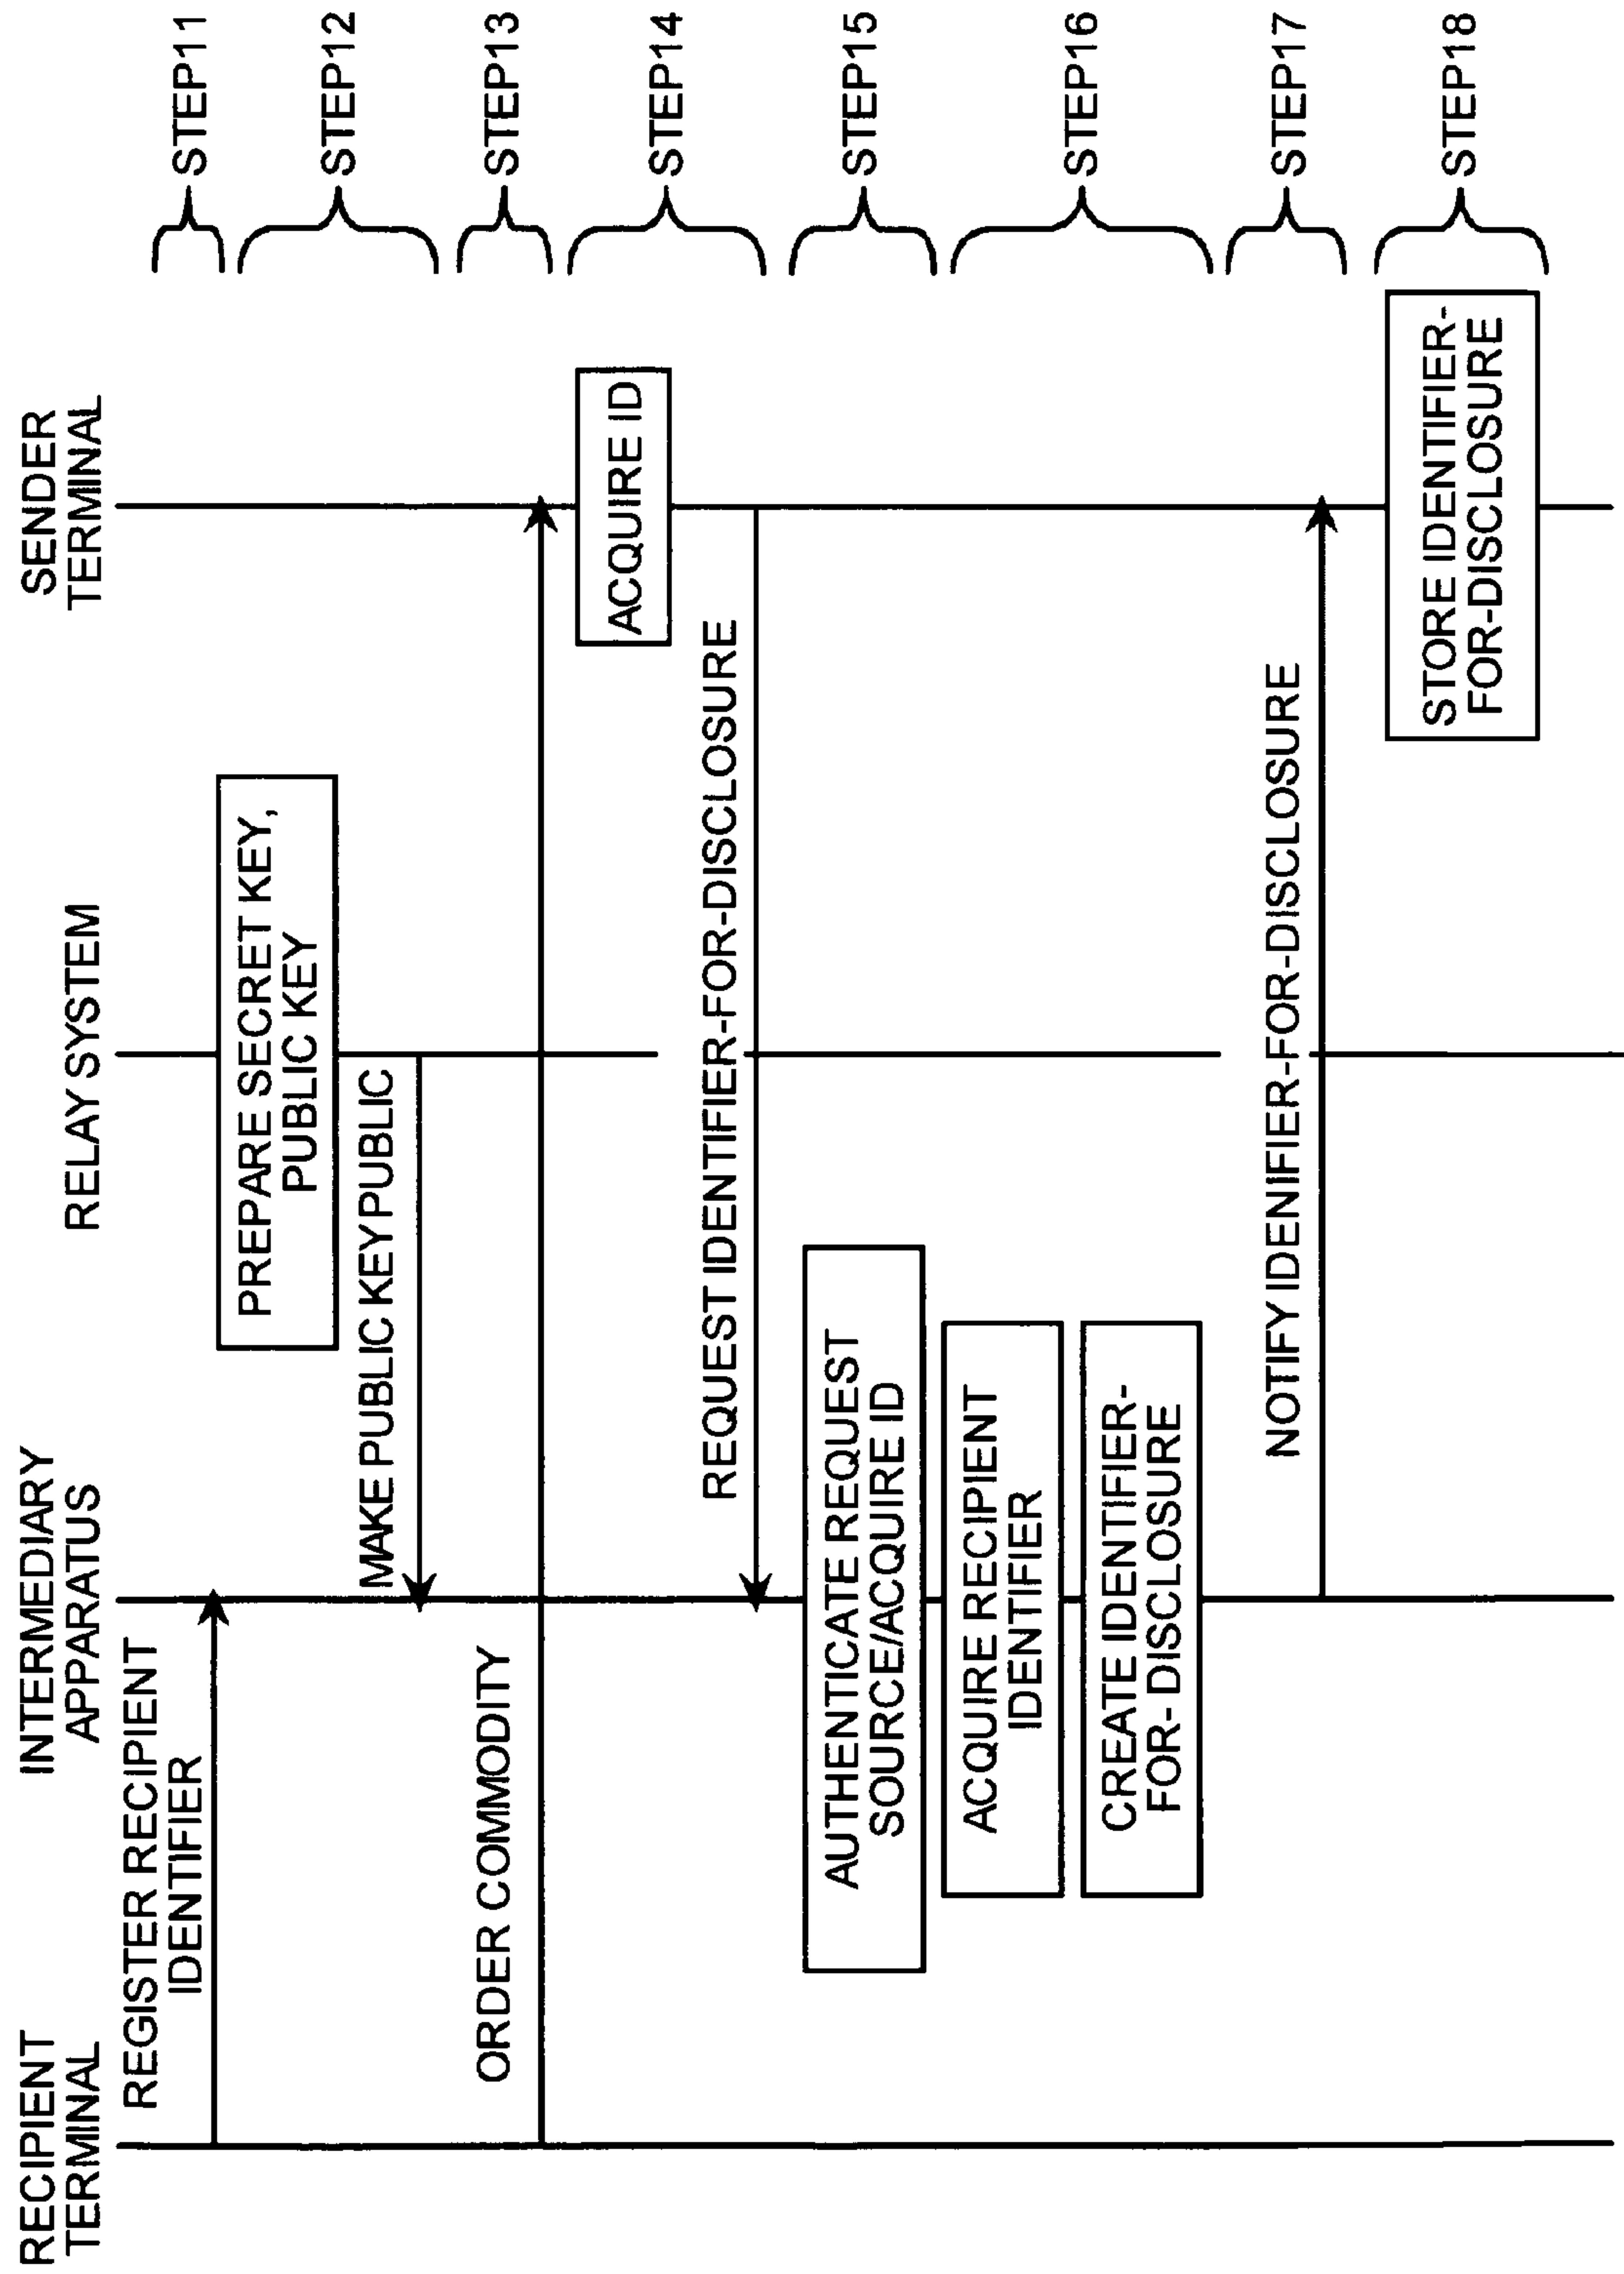 RECIPIENT
TERMINAL
INTERMEDIARY
APPARATUS
RELAY SYSTEM
SENDER
TERMINAL
REGISTER RECIPIENT
IDENTIFIER
STEP11
PREPARE SECRET KEY,
PUBLIC KEY
MAKE PUBLIC KEY PUBLIC
STEP12
ORDER COMMODITY
STEP13
ACQUIRE ID
REQUEST IDENTIFIER-FOR-DISCLOSURE
STEP14
AUTHENTICATE REQUEST
SOURCE/ACQUIRE ID
STEP15
ACQUIRE RECIPIENT
IDENTIFIER
CREATE IDENTIFIER-
FOR- DISCLOSURE
STEP16
NOTIFY IDENIFIER-FOR-DISCLOSURE
STEP17
STORE IDENTIFIER-
FOR-DISCLOSURE
STEP18